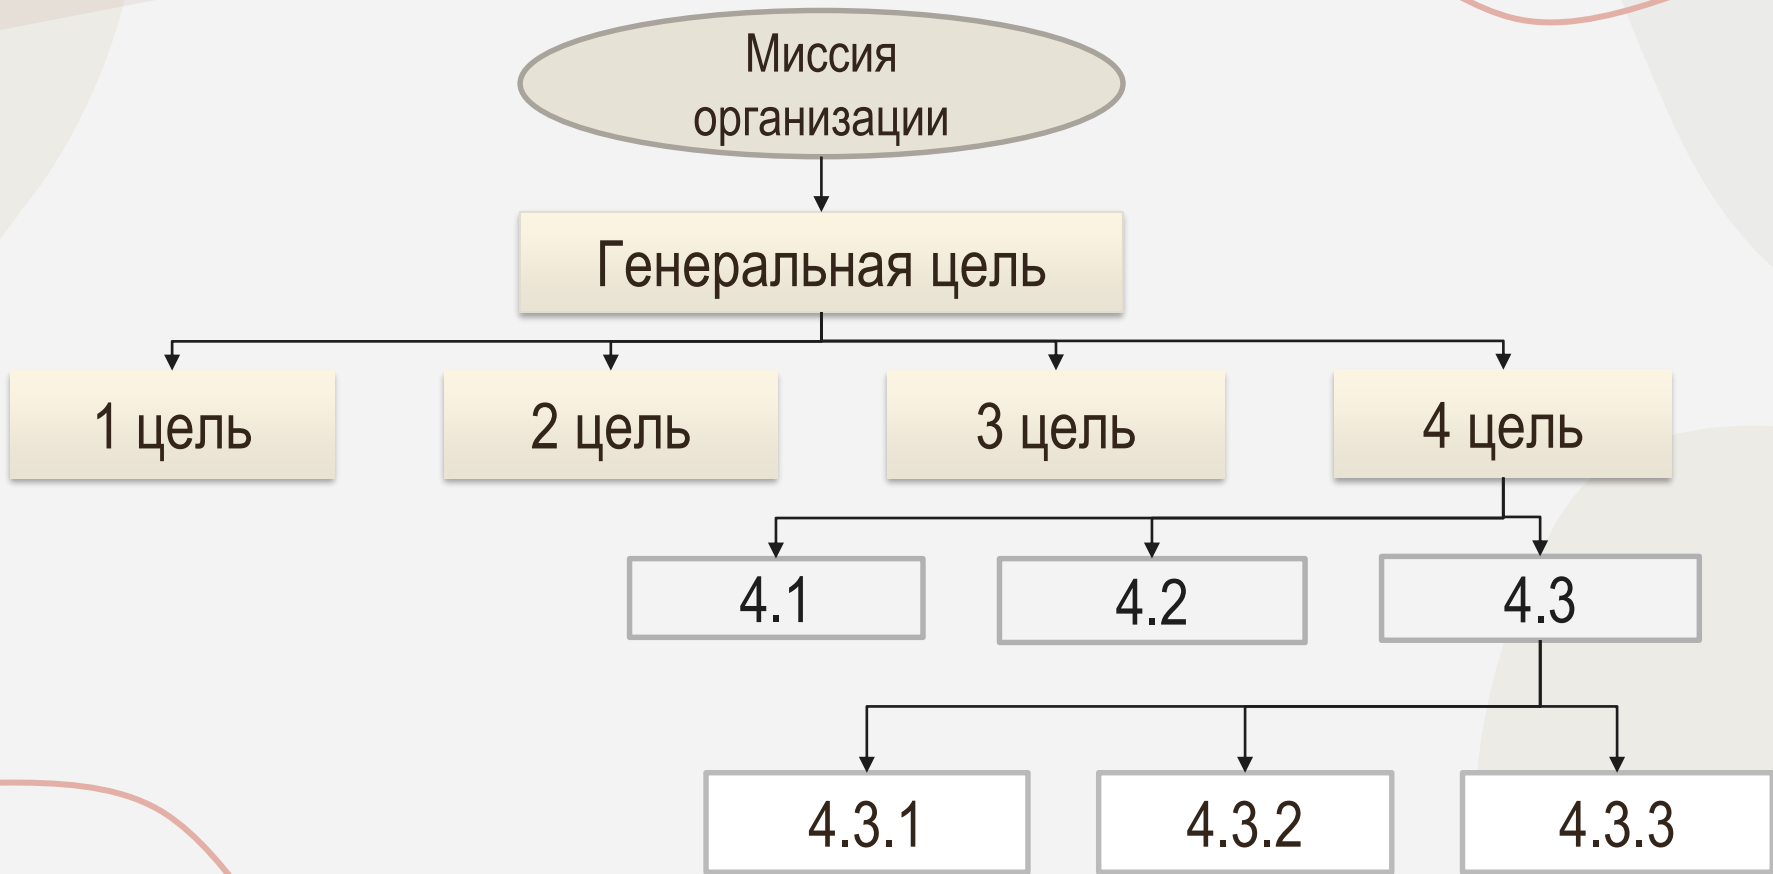 Миссия
организации
Генеральная цель
1 цель
2 цель
3 цель
4 цель
4.1
4.2
4.3
4.3.1
4.3.2
4.3.3